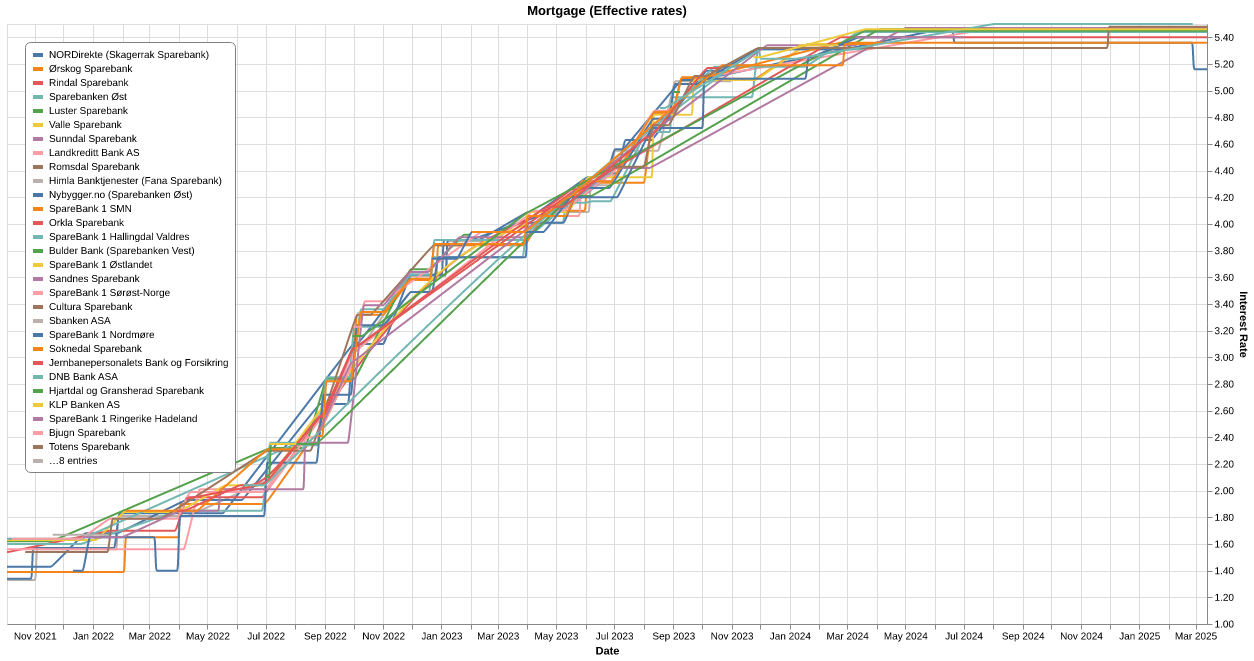 Mortgage (Effective rates)
NORDirekte (Skagerrak Sparebank)
Ørskog Sparebank
Rindal Sparebank
Sparebanken Øst
Luster Sparebank
Valle Sparebank
Sunndal Sparebank
Landkreditt Bank AS
Romsdal Sparebank
Himla Banktjenester (Fana Sparebank)
Nybygger.no (Sparebanken Øst)
SpareBank 1 SMN
Orkla Sparebank
SpareBank 1 Hallingdal Valdres
Bulder Bank (Sparebanken Vest)
SpareBank 1 Østlandet
Sandnes Sparebank
SpareBank 1 Sørøst-Norge
Cultura Sparebank
Sbanken ASA
SpareBank 1 Nordmøre
Soknedal Sparebank
Jernbanepersonalets Bank og Forsikring
DNB Bank ASA
Hjartdal og Gransherad Sparebank
KLP Banken AS
SpareBank 1 Ringerike Hadeland
Bjugn Sparebank
Totens Sparebank
…8 entries
5.40
5.20
5.00
4.80
4.60
4.40
4.20
4.00
3.80
3.60
3.40
3.20
3.00
2.80
2.60
2.40
2.20
2.00
1.80
1.60
1.40
1.20
1.00
Interest Rate
Nov 2021 Jan 2022 Mar 2022 May 2022 Jul 2022 Sep 2022 Nov 2022 Jan 2023 Mar 2023 May 2023 Jul 2023 Sep 2023 Nov 2023 Jan 2024 Mar 2024 May 2024 Jul 2024 Sep 2024 Nov 2024 Jan 2025 Mar 2025
Date